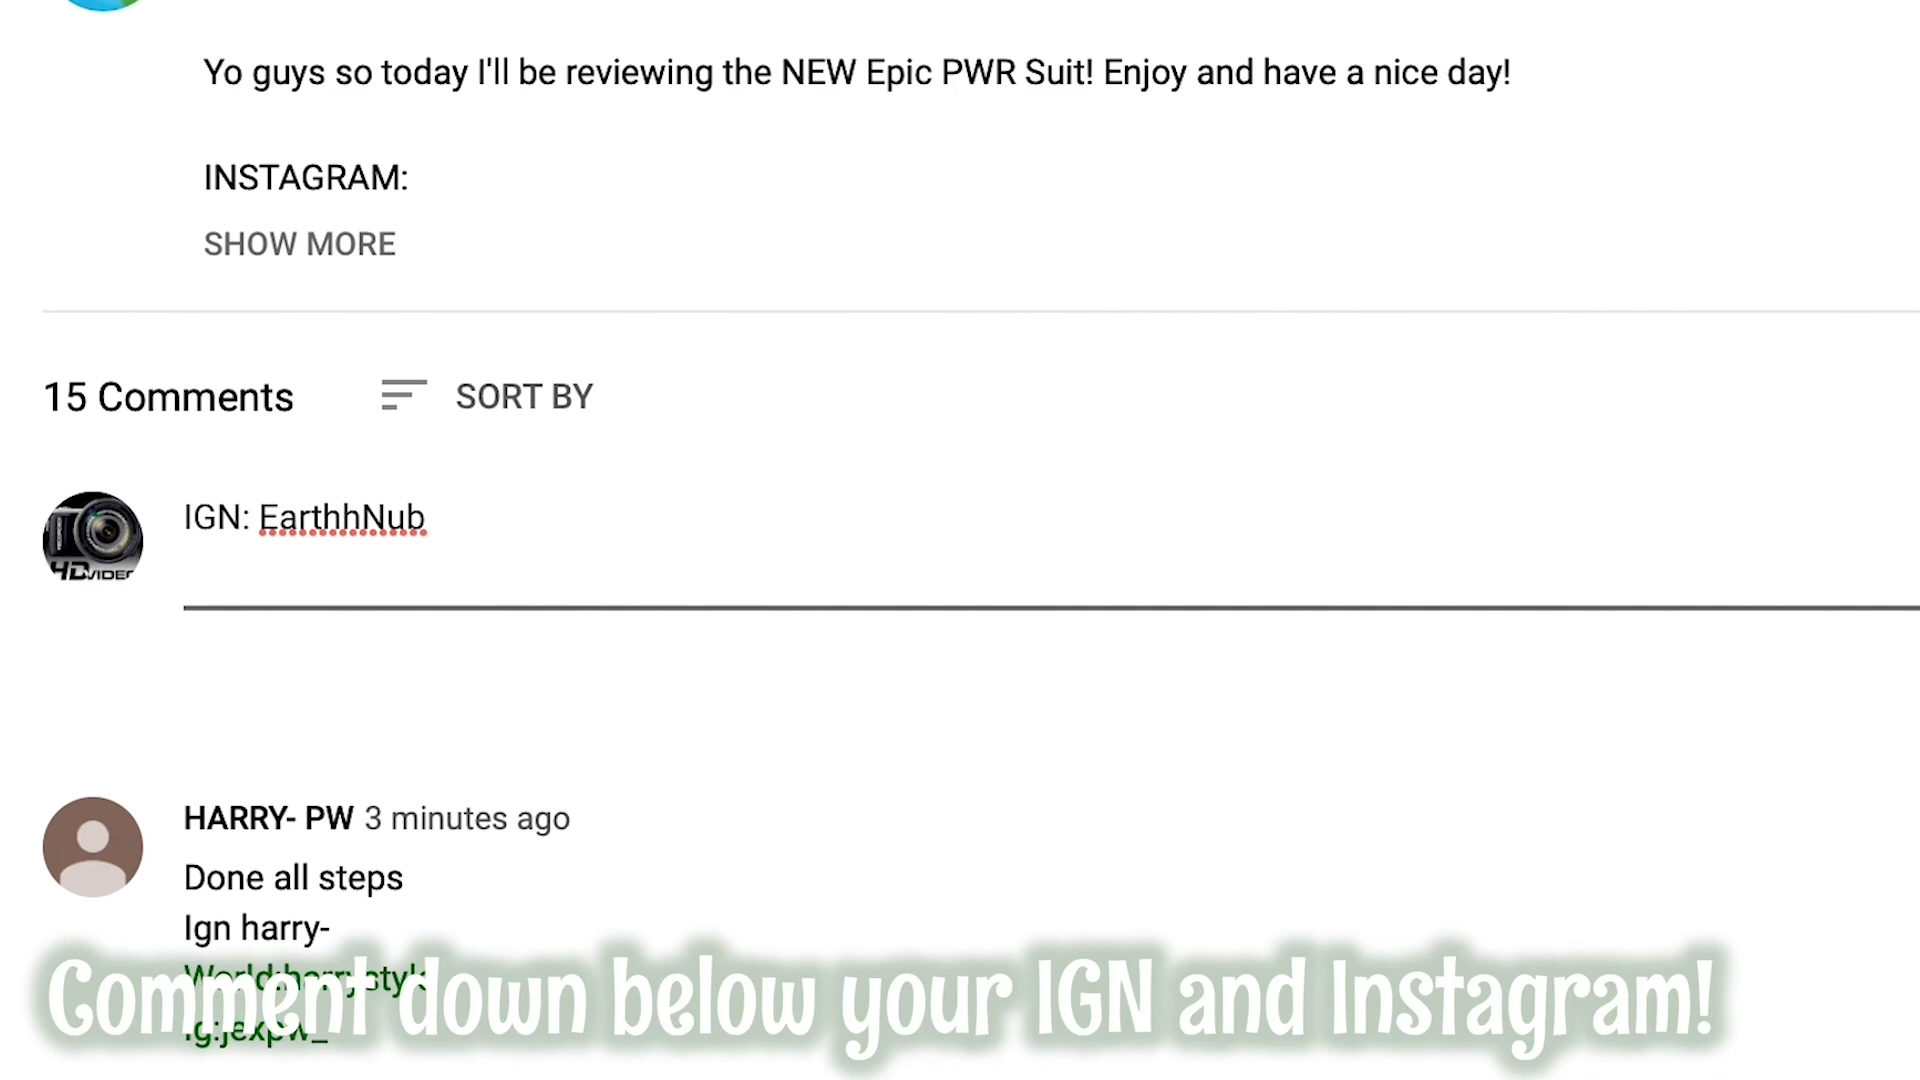 Yo guys so today I'll be reviewing the NEW Epic PWR Suit! Enjoy and have a nice day!
INSTAGRAM:
SHOW MORE
15 Comments
SORT BY
IGN: EarthhNub
HD VIDEO
HARRY- PW 3 minutes ago
Done all steps
Ign harry-
Comment down below your IGN and Instagram!